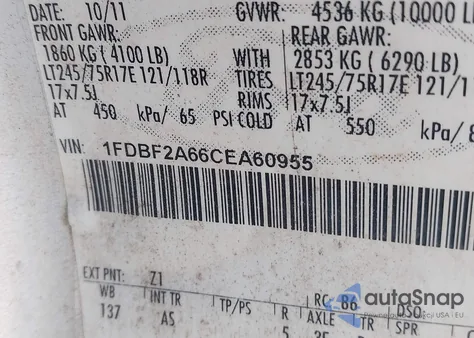 DATE: 10/11 GVWR: 4536 KG (10000 L
FRONT GAWR: REAR GAWR:
1860 KG ( 4100 LB) WITH 2853 KG ( 6290 LB)
LT245/75R17E 121/118R TIRES LT245/75R17E 121/1
17x7.5J RIMS 17x7.5J
AT 450 kPa/ 65 PSI COLD AT 550 kPa/8
VIN: 1FDBF2A66CEA60955
EXT PNT: Z1 RC: 86
WB INT TR TP/PS R AXLE TR SPR
137 AS 5
autoSnap